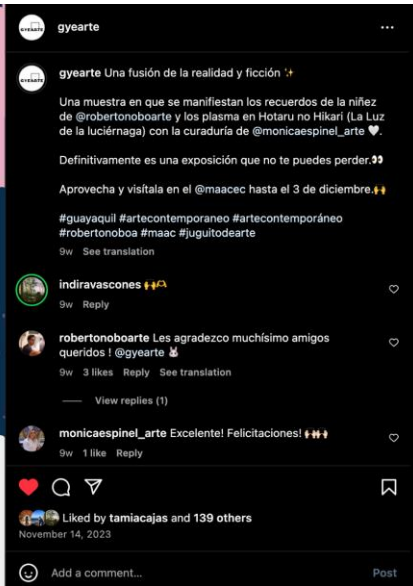 GYEARTE
gyearte
...
GYEARTE
gyearte Una fusión de la realidad y ficción ✨
Una muestra en que se manifiestan los recuerdos de la niñez
de @robertonoboarte y los plasma en Hotaru no Hikari (La Luz
de la luciérnaga) con la curaduría de @monicaespinel_arte 🤍.
Definitivamente es una exposición que no te puedes perder.👀
Aprovecha y visítala en el @maacec hasta el 3 de diciembre.🙌
#guayaquil #artecontemporaneo #artecontemporáneo
#robertonoboa #maac #juguitodearte
9w See translation
indiravascones 🙌🫶
9w Reply
robertonoboarte Les agradezco muchísimo amigos
queridos ! @gyearte 🐰
9w 3 likes Reply See translation
View replies (1)
monicaespinel_arte Excelente! Felicitaciones!
9w 1 like Reply
Liked by tamiacajas and 139 others
November 14, 2023
Add a comment...
Post